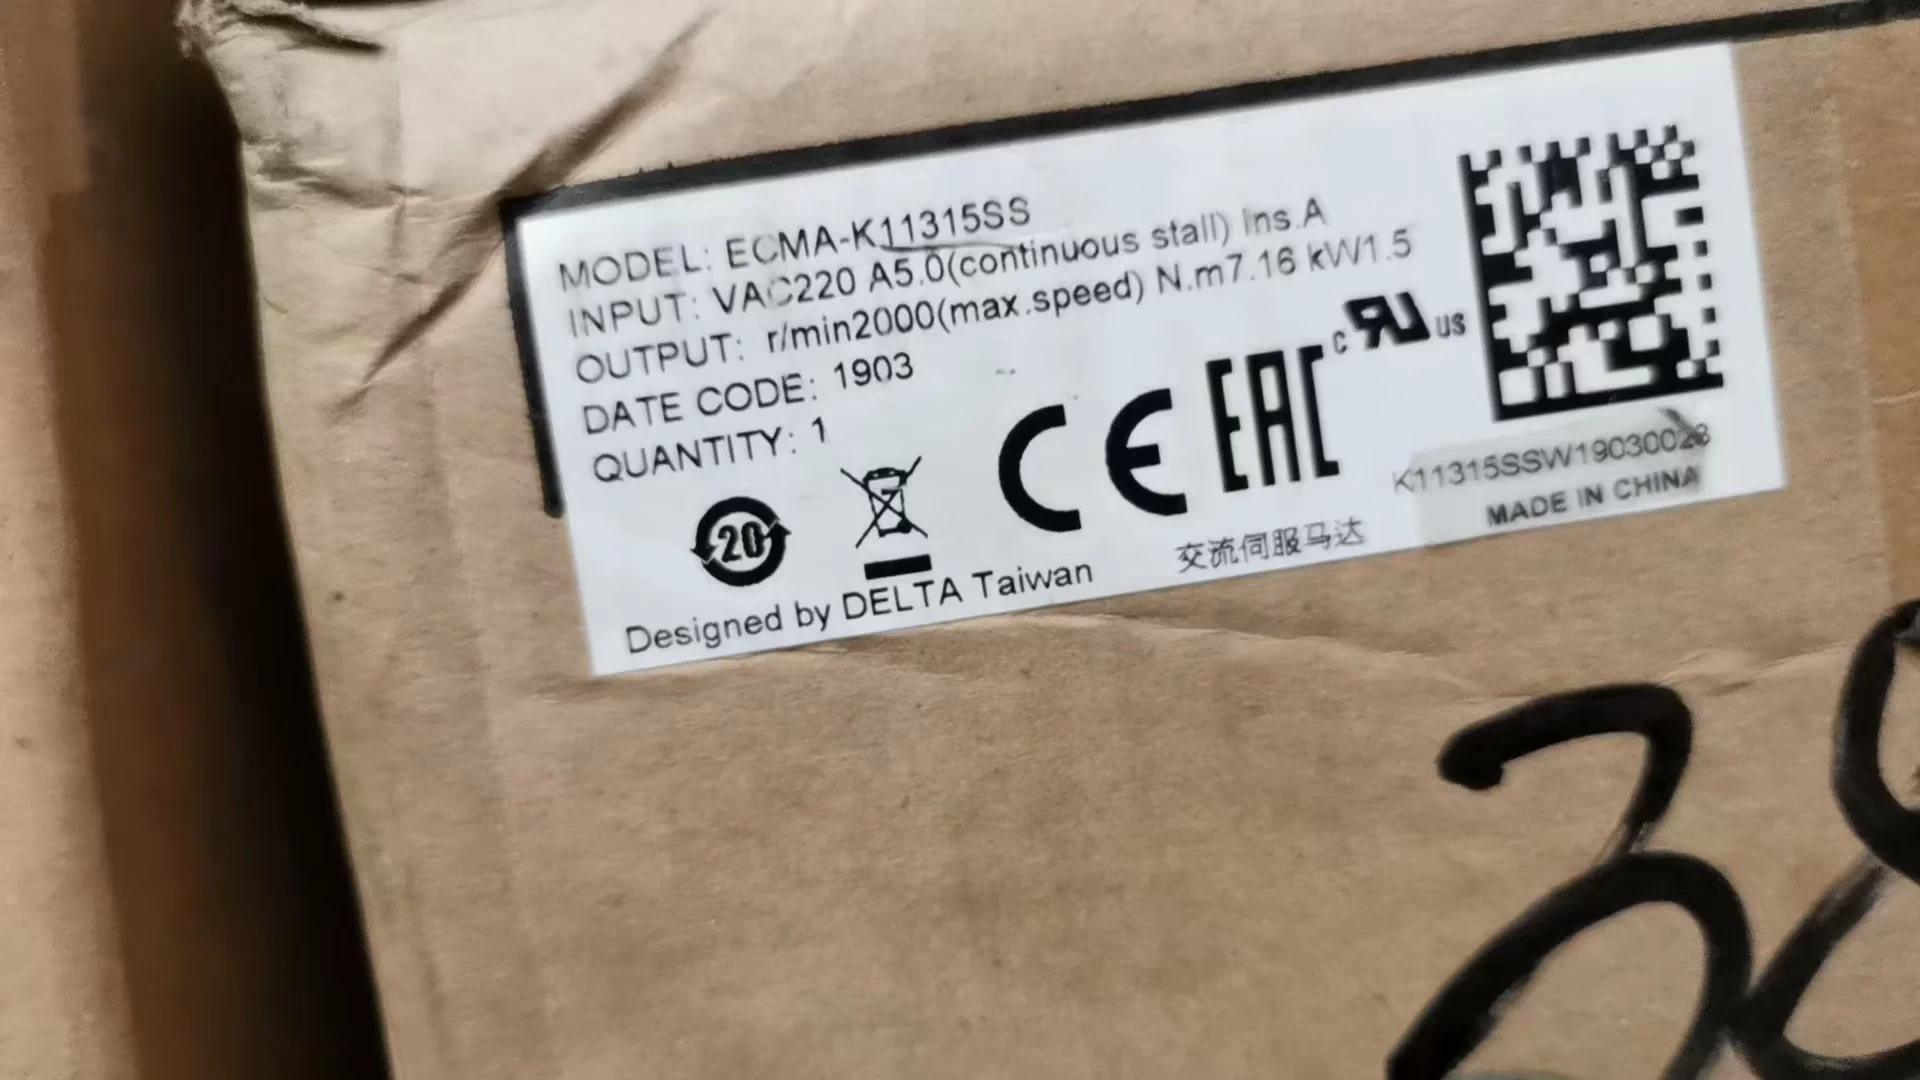 MODEL: ECMA-K11315SS
INPUT: VAC220 A5.0(continuous stall) Ins.A
OUTPUT: r/min2000(max.speed) N.m7.16 kW1.5
DATE CODE: 1903
QUANTITY: 1
c RU US
CE EAC
20
K11315SSW19030023
MADE IN CHINA
交流伺服马达
Designed by DELTA Taiwan